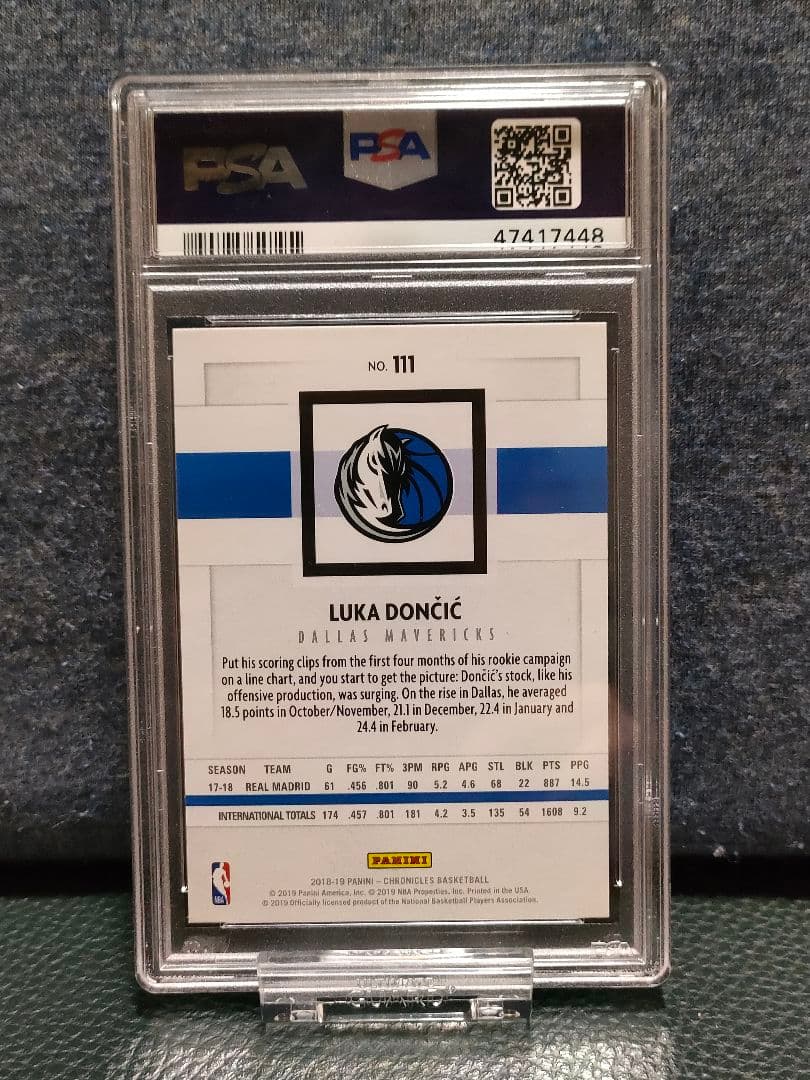 PSA PSA
47417448
NO. 111
LUKA DONČIĆ
DALLAS MAVERICKS
Put his scoring clips from the first four months of his rookie campaign
on a line chart, and you start to get the picture: Dončić's stock, like his
offensive production, was surging. On the rise in Dallas, he averaged
18.5 points in October/November, 21.1 in December, 22.4 in January and
24.4 in February.
SEASON TEAM G FG% FT% 3PM RPG APG STL BLK PTS PPG
17-18 REAL MADRID 61 .456 .801 90 5.2 4.6 68 22 887 14.5
INTERNATIONAL TOTALS 174 .457 .801 181 4.2 3.5 135 54 1608 9.2
PANINI
NBA
2018-19 PANINI – CHRONICLES BASKETBALL
© 2019 Panini America, Inc. © 2019 NBA Properties, Inc. Printed in the USA.
© 2019 Officially licensed product of the National Basketball Players Association.
PSA